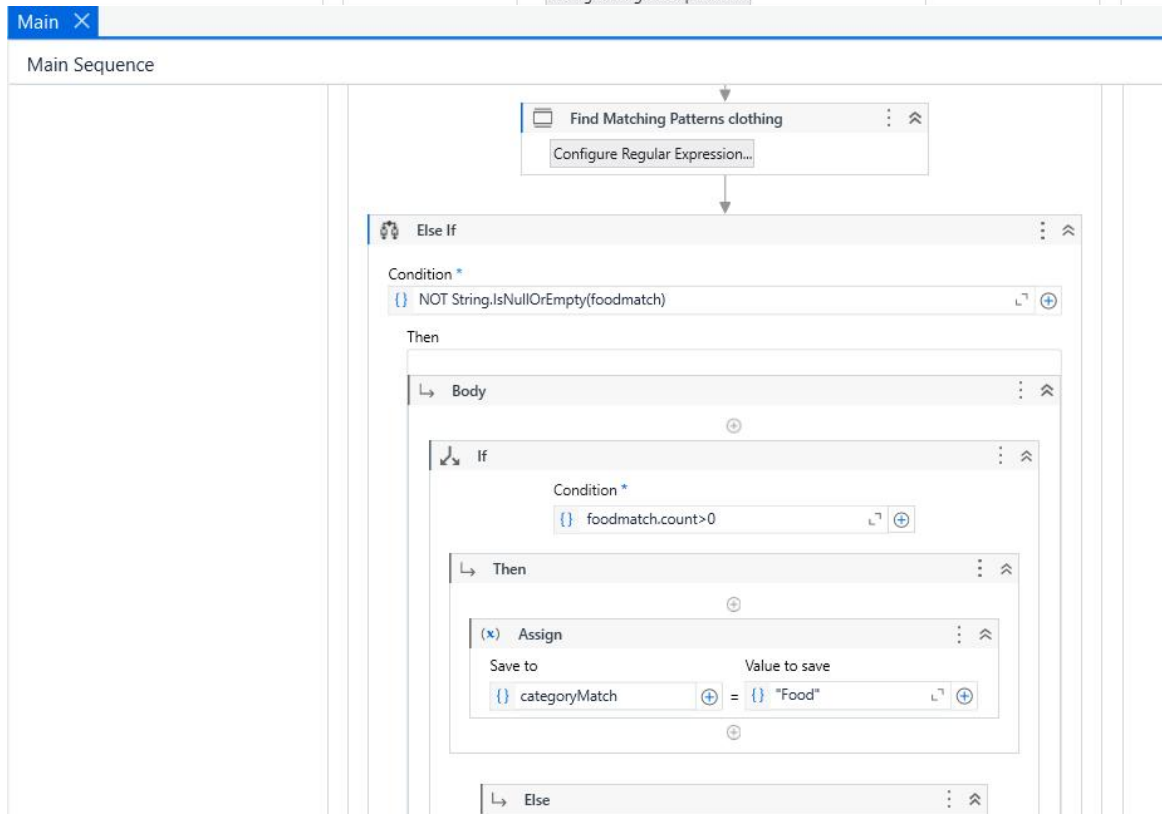 Main
Main Sequence
Find Matching Patterns clothing
Configure Regular Expression...
Else If
Condition *
{} NOT String.IsNullOrEmpty(foodmatch)
Then
Body
If
Condition *
{} foodmatch.count>0
Then
(x) Assign
Save to Value to save
{} categoryMatch = {} "Food"
Else